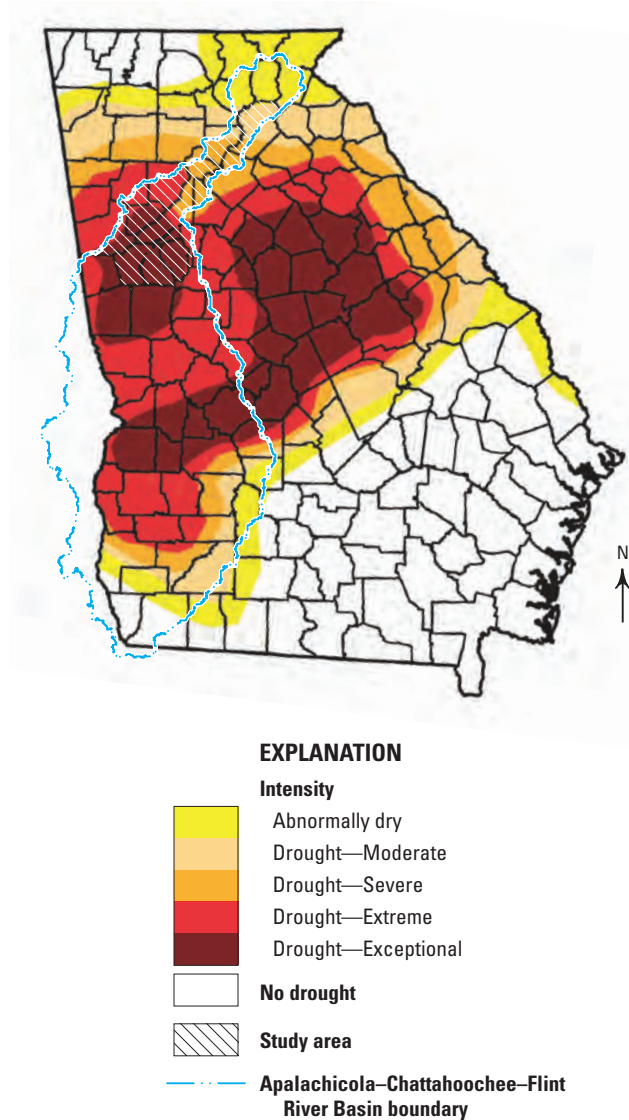 N
EXPLANATION
Intensity
Abnormally dry
Drought—Moderate
Drought—Severe
Drought—Extreme
Drought—Exceptional
No drought
Study area
Apalachicola–Chattahoochee–Flint
River Basin boundary